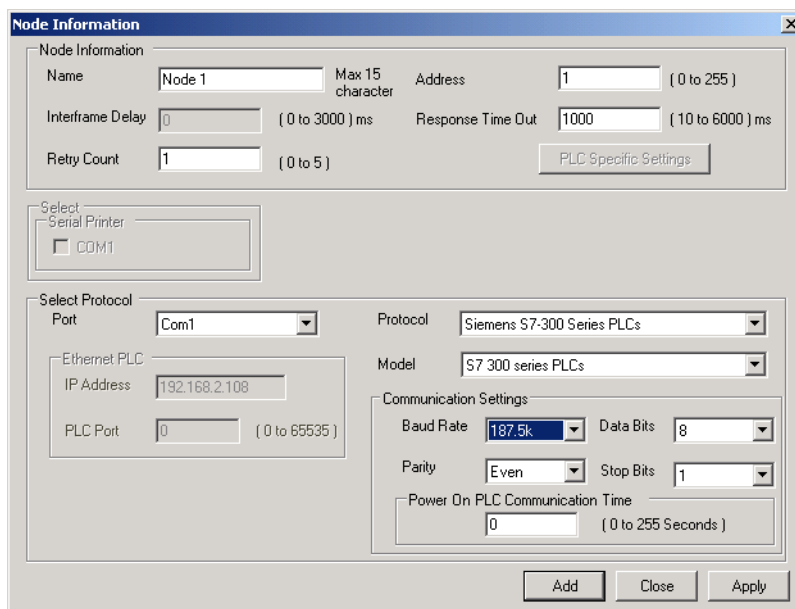 Node Information
Node Information
Name Node 1 Max 15 character Address 1 ( 0 to 255 )
Interframe Delay 0 ( 0 to 3000 ) ms Response Time Out 1000 ( 10 to 6000 ) ms
Retry Count 1 ( 0 to 5 ) PLC Specific Settings
Select
Serial Printer
COM1
Select Protocol
Port Com1 Protocol Siemens S7-300 Series PLCs
Ethernet PLC
Model S7 300 series PLCs
IP Address 192.168.2.108
Communication Settings
PLC Port 0 ( 0 to 65535 )
Baud Rate 187.5k Data Bits 8
Parity Even Stop Bits 1
Power On PLC Communication Time
0 ( 0 to 255 Seconds )
Add Close Apply